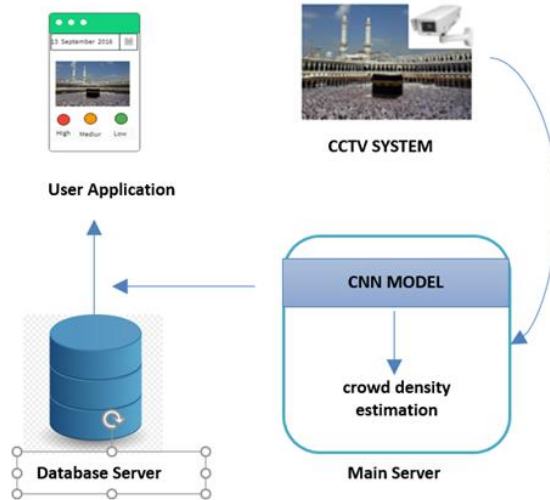 13 September 2016
High Medium Low
User Application
CCTV SYSTEM
CNN MODEL
crowd density
estimation
Database Server
Main Server